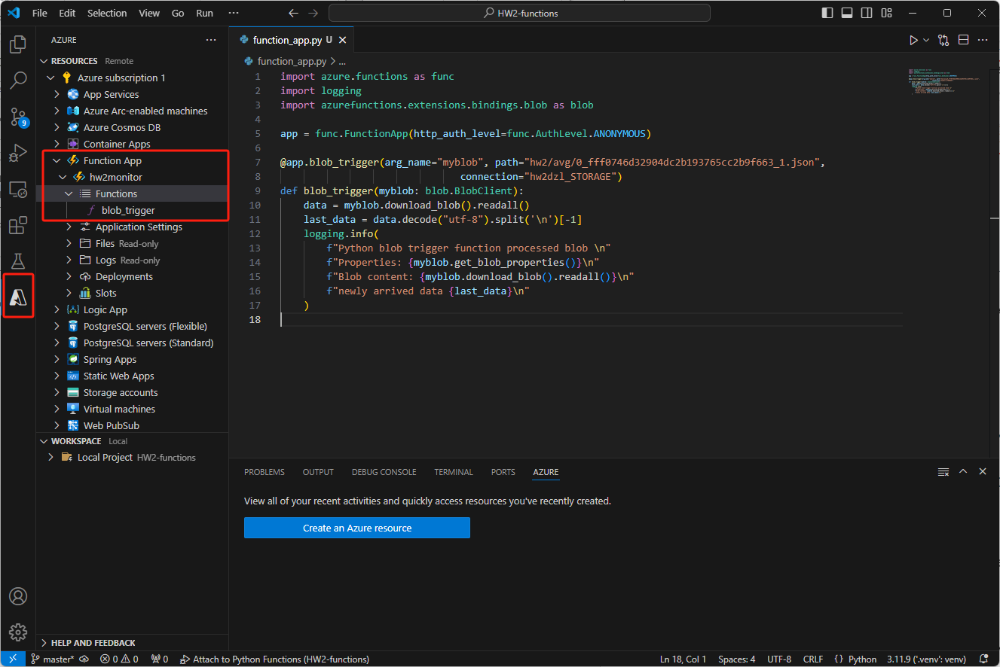 File Edit Selection View Go Run ··· HW2-functions
AZURE ···
RESOURCES Remote
Azure subscription 1
App Services
Azure Arc-enabled machines
Azure Cosmos DB
Container Apps
Function App
hw2monitor
Functions
blob_trigger
Application Settings
Files Read-only
Logs Read-only
Deployments
Slots
Logic App
PostgreSQL servers (Flexible)
PostgreSQL servers (Standard)
Spring Apps
Static Web Apps
Storage accounts
Virtual machines
Web PubSub
WORKSPACE Local
Local Project HW2-functions
HELP AND FEEDBACK
9
function_app.py U
function_app.py > ...
1 import azure.functions as func
2 import logging
3 import azurefunctions.extensions.bindings.blob as blob
4
5 app = func.FunctionApp(http_auth_level=func.AuthLevel.ANONYMOUS)
6
7 @app.blob_trigger(arg_name="myblob", path="hw2/avg/0_fff0746d32904dc2b193765cc2b9f663_1.json",
8 connection="hw2dzl_STORAGE")
9 def blob_trigger(myblob: blob.BlobClient):
10 data = myblob.download_blob().readall()
11 last_data = data.decode("utf-8").split('\n')[-1]
12 logging.info(
13 f"Python blob trigger function processed blob \n"
14 f"Properties: {myblob.get_blob_properties()}\n"
15 f"Blob content: {myblob.download_blob().readall()}\n"
16 f"newly arrived data {last_data}\n"
17 )
18
PROBLEMS OUTPUT DEBUG CONSOLE TERMINAL PORTS AZURE
View all of your recent activities and quickly access resources you've recently created.
Create an Azure resource
master* 0 0 0 Attach to Python Functions (HW2-functions) Ln 18, Col 1 Spaces: 4 UTF-8 CRLF {} Python 3.11.9 ('.venv': venv)